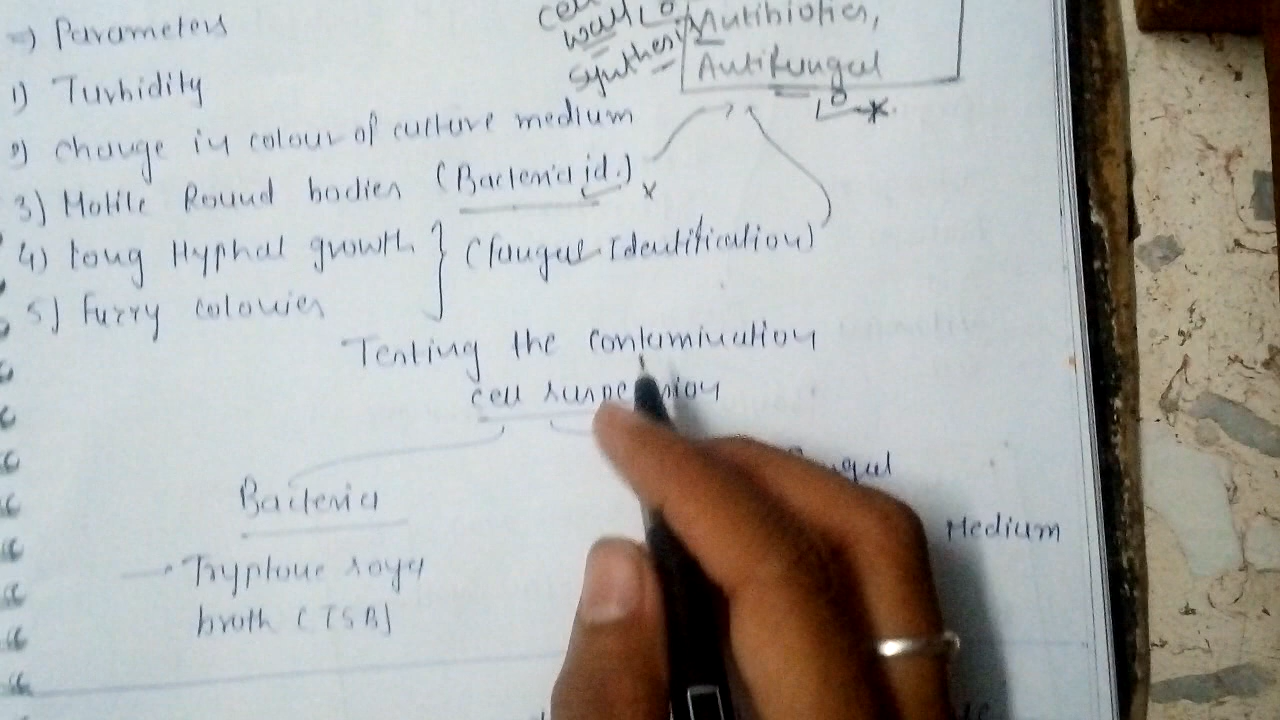 =) Parameters
cell
wall
synthesis
Antibiotics,
Antifungal
1) Turbidity
2) change in colour of culture medium
3) Motile Round bodies (Bacteria id.)
4) long Hyphal growth
(fungal Identification)
5) Furry colonies
Testing the contamination
cell suspension
Bacteria
Medium
Tryptone soya
broth (TSB)